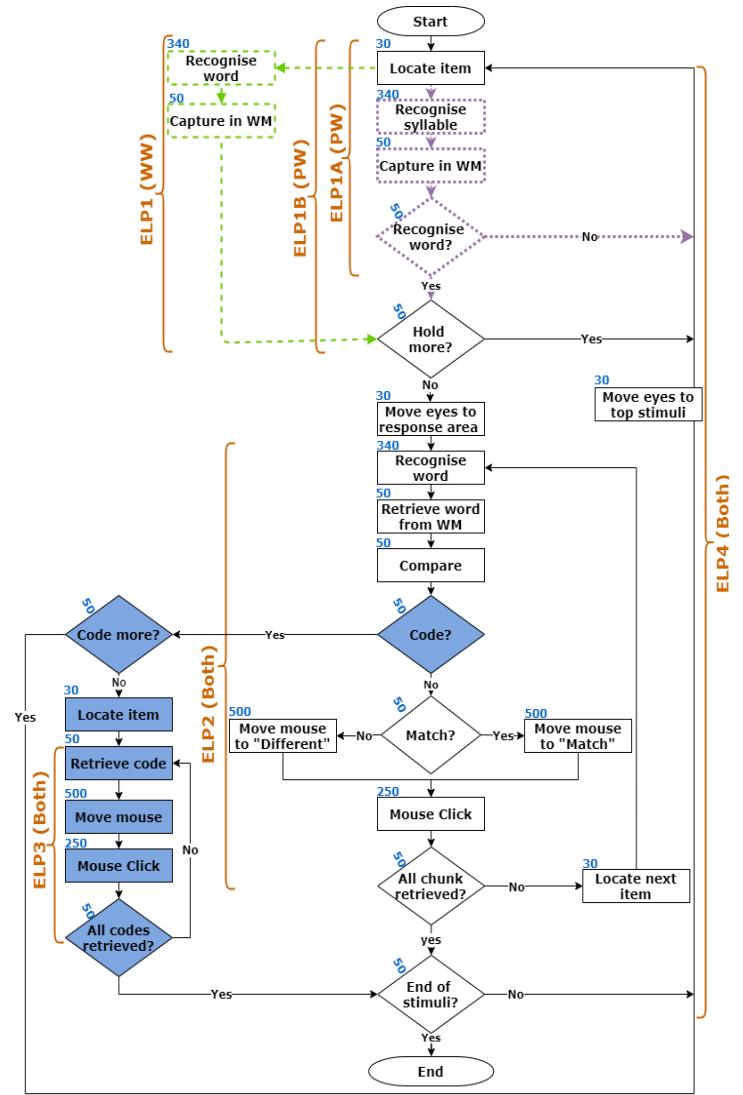 Start
340
30
Recognise
word
Locate item
50
Capture in WM
340
Recognise
syllable
50
Capture in WM
ELP1 (WW)
ELP1B (PW)
ELP1A (PW)
50
Recognise
word?
No
Yes
50
Hold
more?
Yes
No
30
Move eyes to
top stimuli
30
Move eyes to
response area
340
Recognise
word
50
Retrieve word
from WM
50
Compare
ELP4 (Both)
50
Code more?
Yes
50
Code?
No
No
Yes
30
Locate item
ELP2 (Both)
50
Match?
500
Move mouse
to "Different"
No
Yes
500
Move mouse
to "Match"
50
Retrieve code
500
Move mouse
250
Mouse Click
ELP3 (Both)
No
250
Mouse Click
50
All chunk
retrieved?
No
30
Locate next
item
50
All codes
retrieved?
yes
Yes
50
End of
stimuli?
No
Yes
End